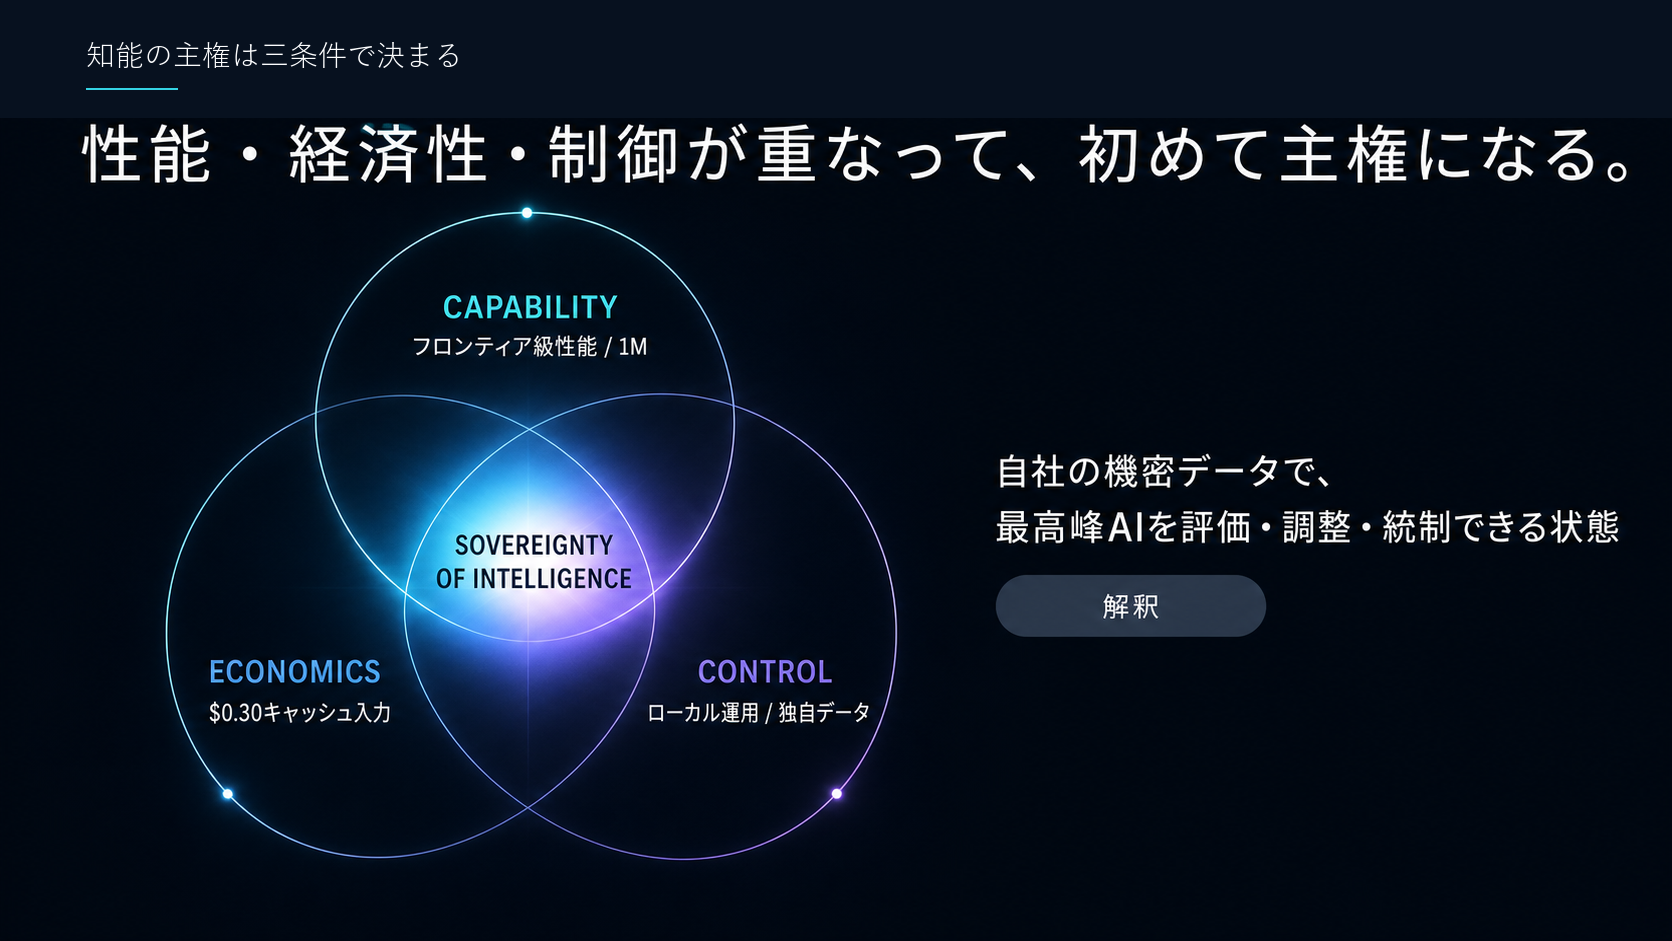 知能の主権は三条件で決まる
性能・経済性・制御が重なって、初めて主権になる。
CAPABILITY
フロンティア級性能 / 1M
SOVEREIGNTY
OF INTELLIGENCE
ECONOMICS
$0.30キャッシュ入力
CONTROL
ローカル運用 / 独自データ
自社の機密データで、
最高峰AIを評価・調整・統制できる状態
解釈